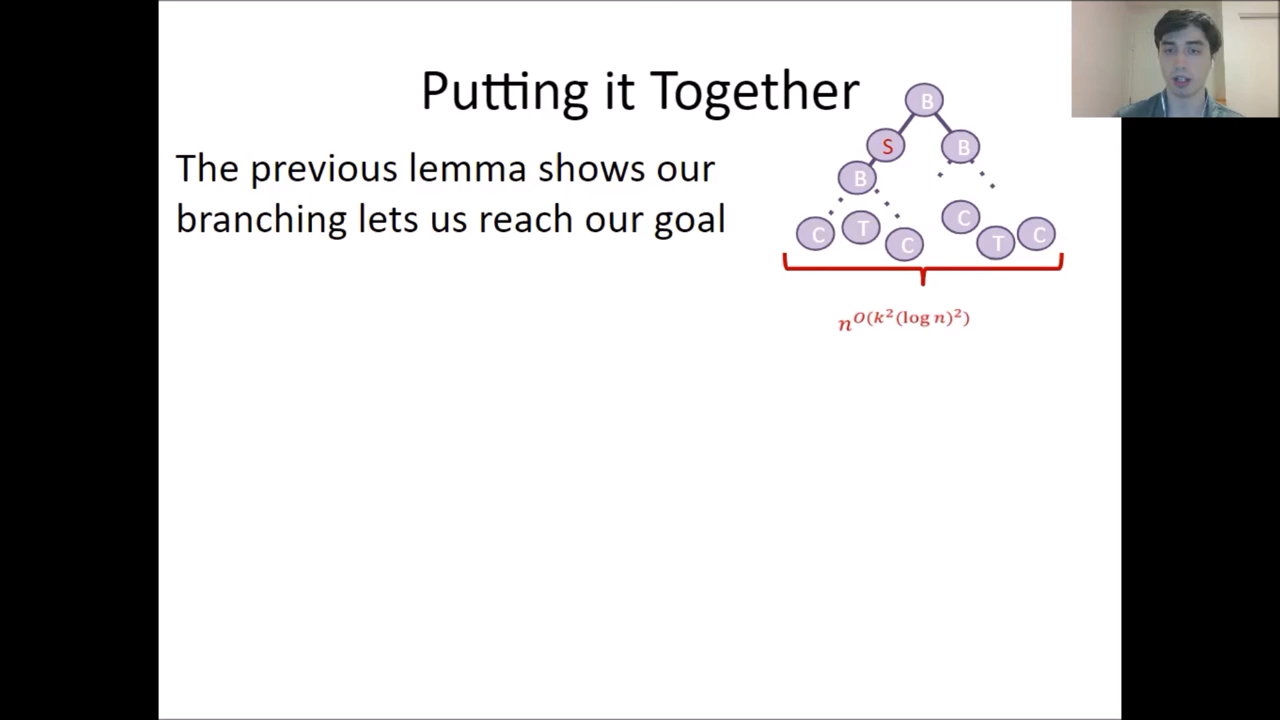 Putting it Together
The previous lemma shows our
branching lets us reach our goal
B
S
B
B
C
T
C
C
T
C
n^{O(k^2(log n)^2)}